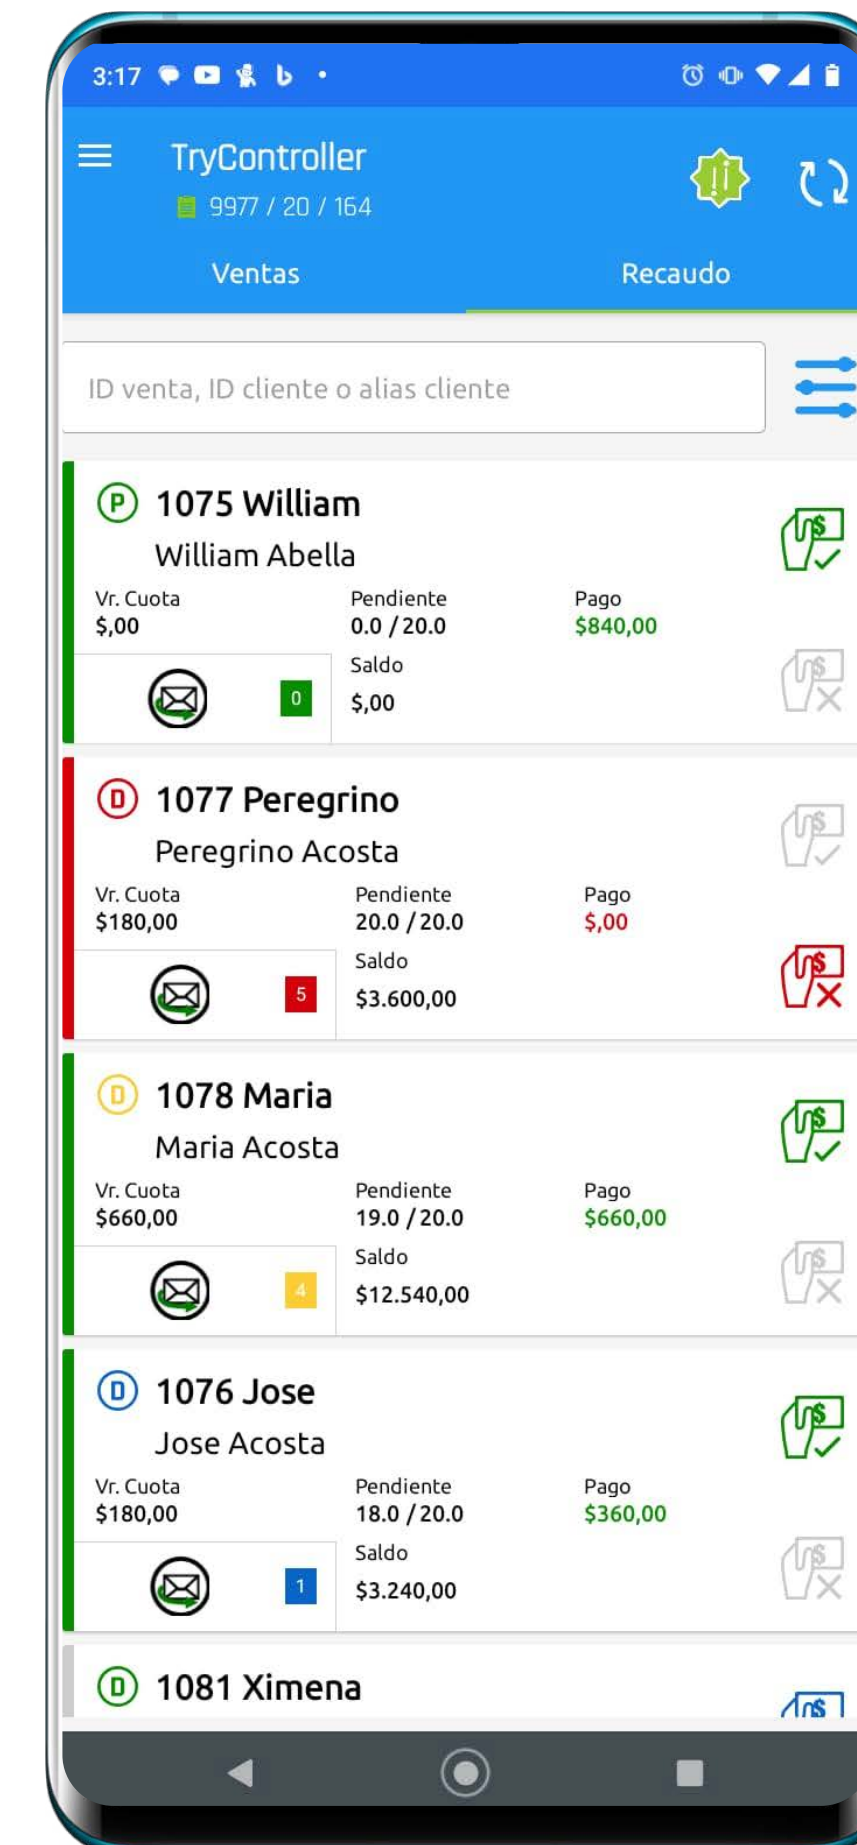 3:17
TryController
9977 / 20 / 164
Ventas Recaudo
ID venta, ID cliente o alias cliente
P 1075 William
William Abella
Vr. Cuota Pendiente Pago
$,00 0.0 / 20.0 $840,00
Saldo
0 $,00
D 1077 Peregrino
Peregrino Acosta
Vr. Cuota Pendiente Pago
$180,00 20.0 / 20.0 $,00
Saldo
5 $3.600,00
D 1078 Maria
Maria Acosta
Vr. Cuota Pendiente Pago
$660,00 19.0 / 20.0 $660,00
Saldo
4 $12.540,00
D 1076 Jose
Jose Acosta
Vr. Cuota Pendiente Pago
$180,00 18.0 / 20.0 $360,00
Saldo
1 $3.240,00
D 1081 Ximena